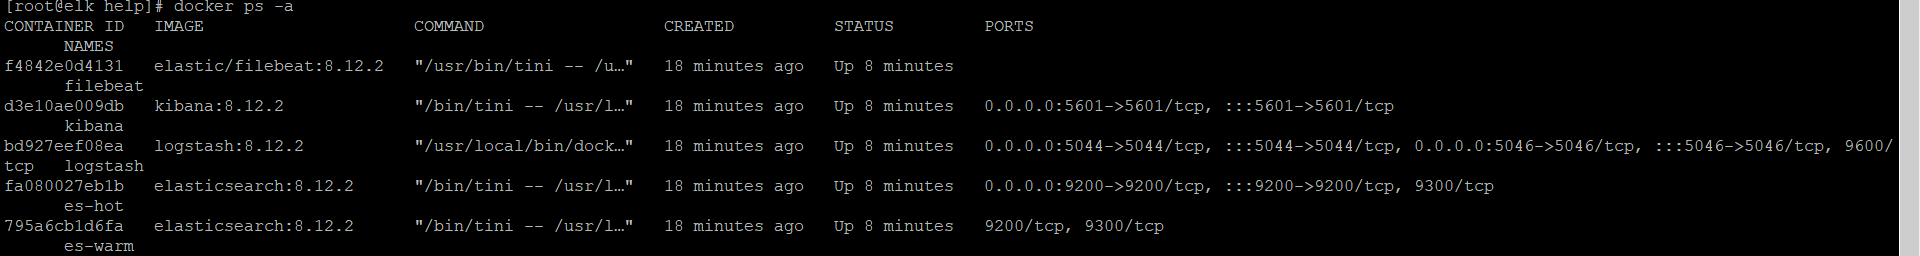 [root@elk help]# docker ps -a
CONTAINER ID   IMAGE                     COMMAND                  CREATED          STATUS         PORTS
      NAMES
f4842e0d4131   elastic/filebeat:8.12.2   "/usr/bin/tini -- /u…"   18 minutes ago   Up 8 minutes
      filebeat
d3e10ae009db   kibana:8.12.2             "/bin/tini -- /usr/l…"   18 minutes ago   Up 8 minutes   0.0.0.0:5601->5601/tcp, :::5601->5601/tcp
      kibana
bd927eef08ea   logstash:8.12.2           "/usr/local/bin/dock…"   18 minutes ago   Up 8 minutes   0.0.0.0:5044->5044/tcp, :::5044->5044/tcp, 0.0.0.0:5046->5046/tcp, :::5046->5046/tcp, 9600/
tcp   logstash
fa080027eb1b   elasticsearch:8.12.2      "/bin/tini -- /usr/l…"   18 minutes ago   Up 8 minutes   0.0.0.0:9200->9200/tcp, :::9200->9200/tcp, 9300/tcp
      es-hot
795a6cb1d6fa   elasticsearch:8.12.2      "/bin/tini -- /usr/l…"   18 minutes ago   Up 8 minutes   9200/tcp, 9300/tcp
      es-warm